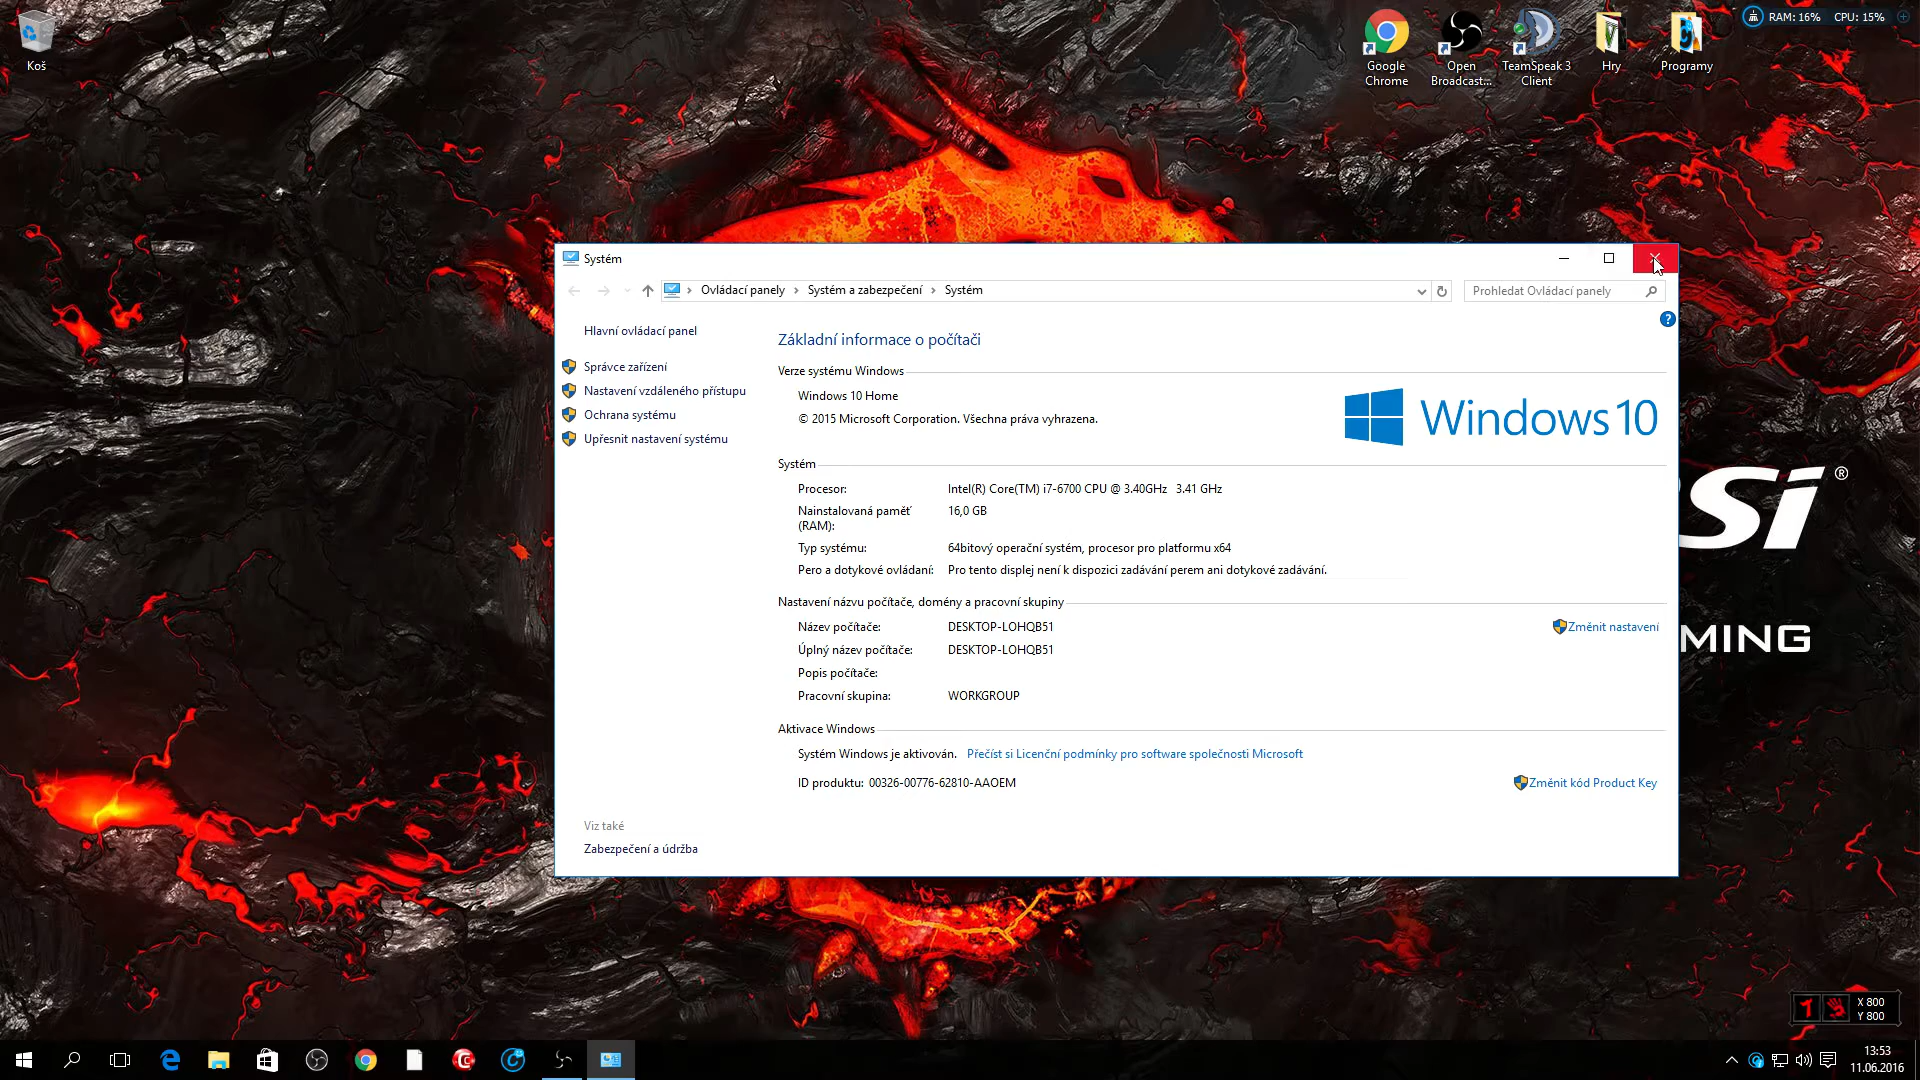 Koš
Google
Chrome
Open
Broadcast...
TeamSpeak 3
Client
Hry
Programy
RAM: 16% CPU: 15%
Systém
Ovládací panely
Systém a zabezpečení
Systém
Prohledat Ovládací panely
Hlavní ovládací panel
Správce zařízení
Nastavení vzdáleného přístupu
Ochrana systému
Upřesnit nastavení systému
Základní informace o počítači
Verze systému Windows
Windows 10 Home
© 2015 Microsoft Corporation. Všechna práva vyhrazena.
Windows 10
Systém
Procesor: Intel(R) Core(TM) i7-6700 CPU @ 3.40GHz 3.41 GHz
Nainstalovaná paměť 16,0 GB
(RAM):
Typ systému: 64bitový operační systém, procesor pro platformu x64
Pero a dotykové ovládaní: Pro tento displej není k dispozici zadávání perem ani dotykové zadávání.
Nastavení názvu počítače, domény a pracovní skupiny
Název počítače: DESKTOP-LOHQB51
Změnit nastavení
Úplný název počítače: DESKTOP-LOHQB51
Popis počítače:
Pracovní skupina: WORKGROUP
Aktivace Windows
Systém Windows je aktivován. Přečíst si Licenční podmínky pro software společnosti Microsoft
ID produktu: 00326-00776-62810-AAOEM
Změnit kód Product Key
Viz také
Zabezpečení a údržba
si ®
MING
1
X 800
Y 800
13:53
11.06.2016